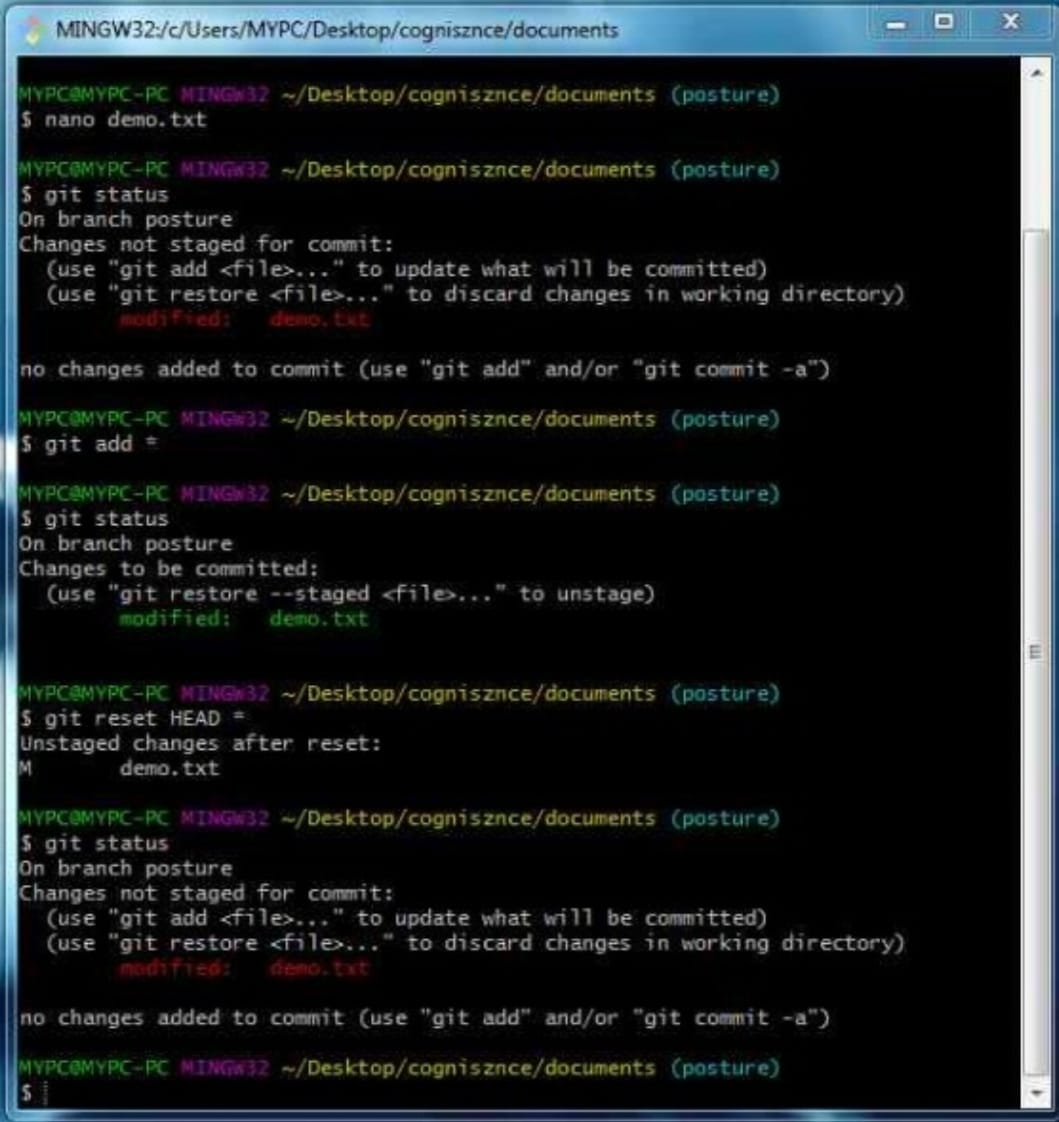 MINGW32:/c/Users/MYPC/Desktop/cognisznce/documents
MYPC@MYPC-PC MINGW32 ~/Desktop/cognisznce/documents (posture)
$ nano demo.txt
MYPC@MYPC-PC MINGW32 ~/Desktop/cognisznce/documents (posture)
$ git status
On branch posture
Changes not staged for commit:
  (use "git add <file>..." to update what will be committed)
  (use "git restore <file>..." to discard changes in working directory)
        modified:   demo.txt
no changes added to commit (use "git add" and/or "git commit -a")
MYPC@MYPC-PC MINGW32 ~/Desktop/cognisznce/documents (posture)
$ git add *
MYPC@MYPC-PC MINGW32 ~/Desktop/cognisznce/documents (posture)
$ git status
On branch posture
Changes to be committed:
  (use "git restore --staged <file>..." to unstage)
        modified:   demo.txt
MYPC@MYPC-PC MINGW32 ~/Desktop/cognisznce/documents (posture)
$ git reset HEAD *
Unstaged changes after reset:
M       demo.txt
MYPC@MYPC-PC MINGW32 ~/Desktop/cognisznce/documents (posture)
$ git status
On branch posture
Changes not staged for commit:
  (use "git add <file>..." to update what will be committed)
  (use "git restore <file>..." to discard changes in working directory)
        modified:   demo.txt
no changes added to commit (use "git add" and/or "git commit -a")
MYPC@MYPC-PC MINGW32 ~/Desktop/cognisznce/documents (posture)
$